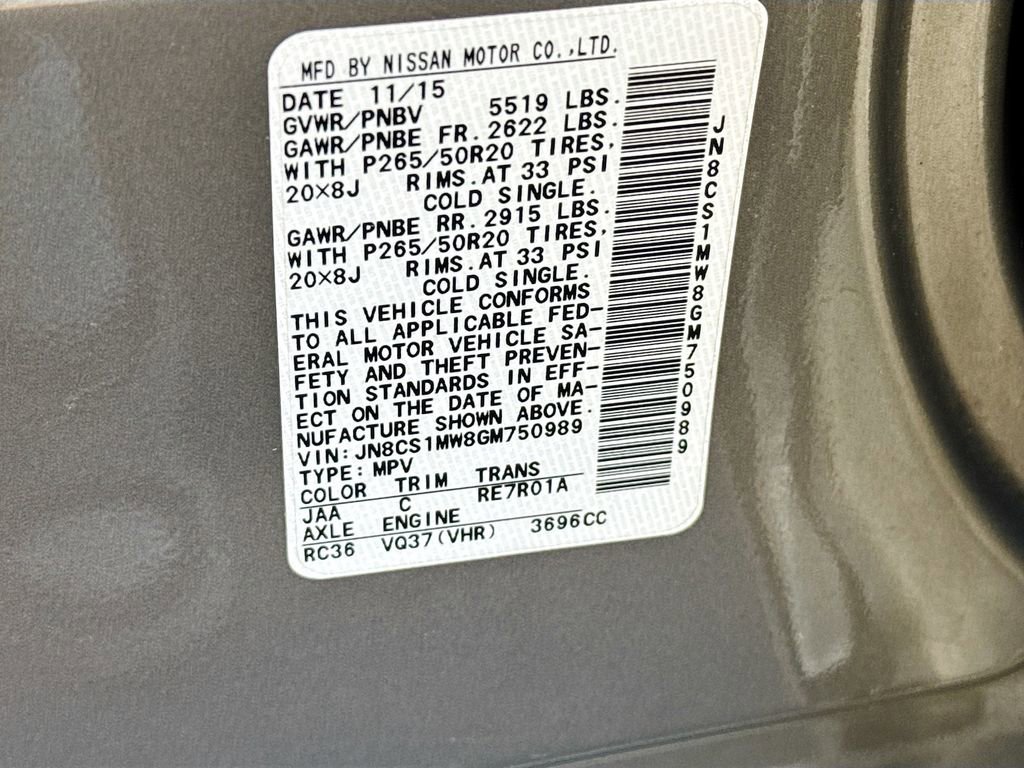 MFD BY NISSAN MOTOR CO.,LTD.
DATE 11/15
GVWR/PNBV 5519 LBS.
GAWR/PNBE FR. 2622 LBS.
WITH P265/50R20 TIRES,
20×8J RIMS.AT 33 PSI
COLD SINGLE.
GAWR/PNBE RR. 2915 LBS.
WITH P265/50R20 TIRES,
20×8J RIMS.AT 33 PSI
COLD SINGLE.
THIS VEHICLE CONFORMS
TO ALL APPLICABLE FED-
ERAL MOTOR VEHICLE SA-
FETY AND THEFT PREVEN-
TION STANDARDS IN EFF-
ECT ON THE DATE OF MA-
NUFACTURE SHOWN ABOVE.
VIN:JN8CS1MW8GM750989
TYPE:MPV
COLOR TRIM TRANS
JAA C RE7R01A
AXLE ENGINE
RC36 VQ37(VHR) 3696CC
JN8CS1MW8GM750989